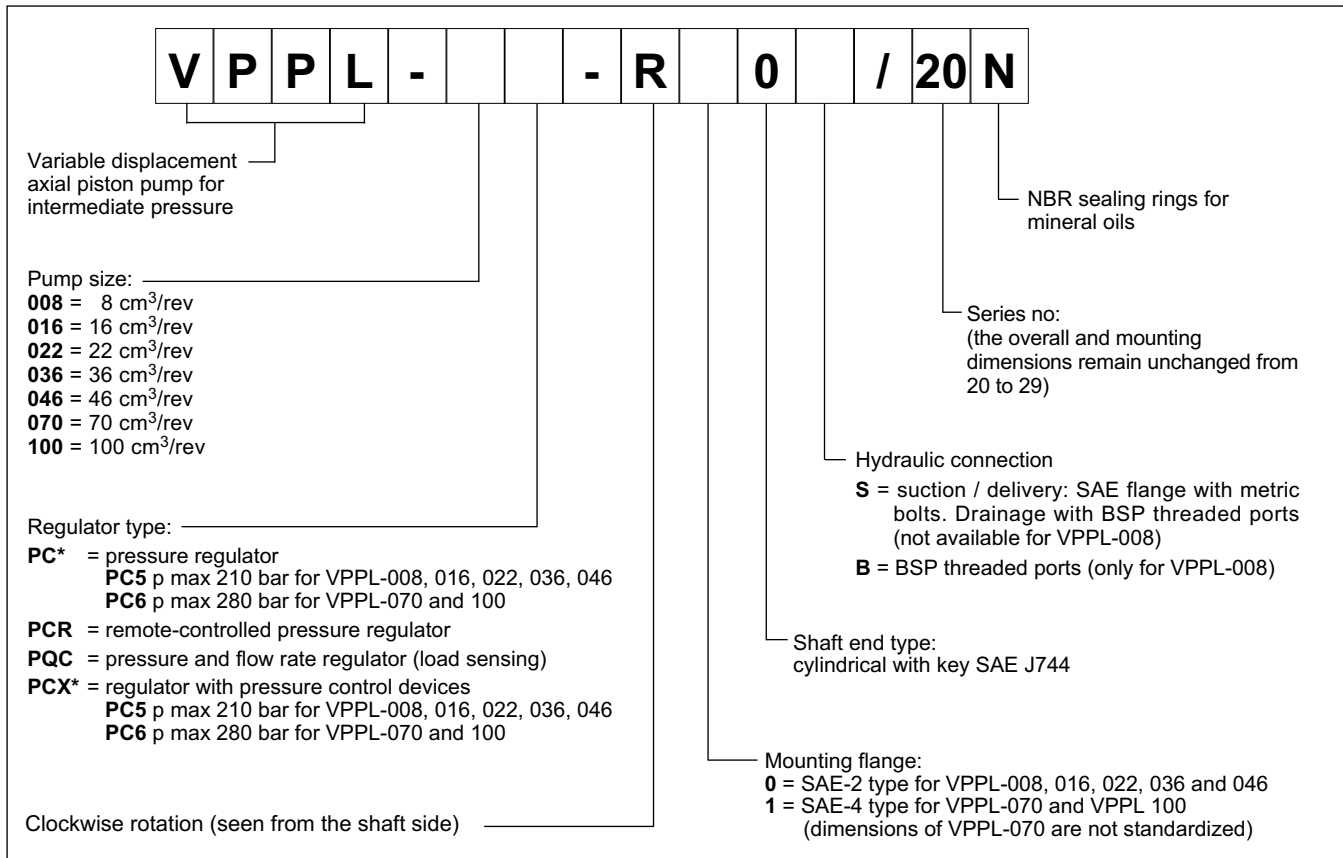 VPPL- -R 0 /20N
Variable displacement
axial piston pump for
intermediate pressure
NBR sealing rings for
mineral oils
Pump size:
008 = 8 cm3/rev
016 = 16 cm3/rev
022 = 22 cm3/rev
036 = 36 cm3/rev
046 = 46 cm3/rev
070 = 70 cm3/rev
100 = 100 cm3/rev
Series no:
(the overall and mounting
dimensions remain unchanged from
20 to 29)
Hydraulic connection
S = suction / delivery: SAE flange with metric
bolts. Drainage with BSP threaded ports
(not available for VPPL-008)
B = BSP threaded ports (only for VPPL-008)
Regulator type:
PC* = pressure regulator
PC5 p max 210 bar for VPPL-008, 016, 022, 036, 046
PC6 p max 280 bar for VPPL-070 and 100
PCR = remote-controlled pressure regulator
PQC = pressure and flow rate regulator (load sensing)
PCX* = regulator with pressure control devices
PC5 p max 210 bar for VPPL-008, 016, 022, 036, 046
PC6 p max 280 bar for VPPL-070 and 100
Shaft end type:
cylindrical with key SAE J744
Mounting flange:
0 = SAE-2 type for VPPL-008, 016, 022, 036 and 046
1 = SAE-4 type for VPPL-070 and VPPL 100
(dimensions of VPPL-070 are not standardized)
Clockwise rotation (seen from the shaft side)